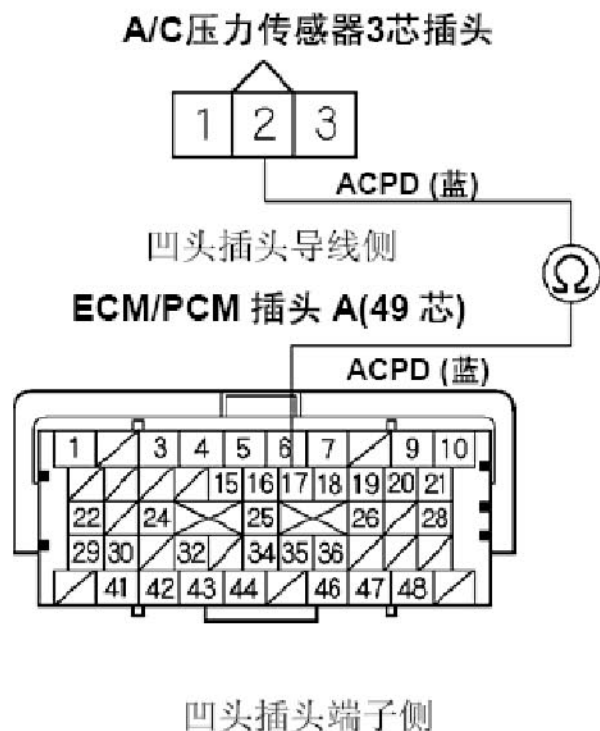 A/C压力传感器3芯插头
1 2 3
ACPD (蓝)
凹头插头导线侧
Ω
ECM/PCM 插头 A(49 芯)
ACPD (蓝)
1 3 4 5 6 7 9 10
15 16 17 18 19 20 21
22 24 25 26 28
29 30 32 34 35 36
41 42 43 44 46 47 48
凹头插头端子侧